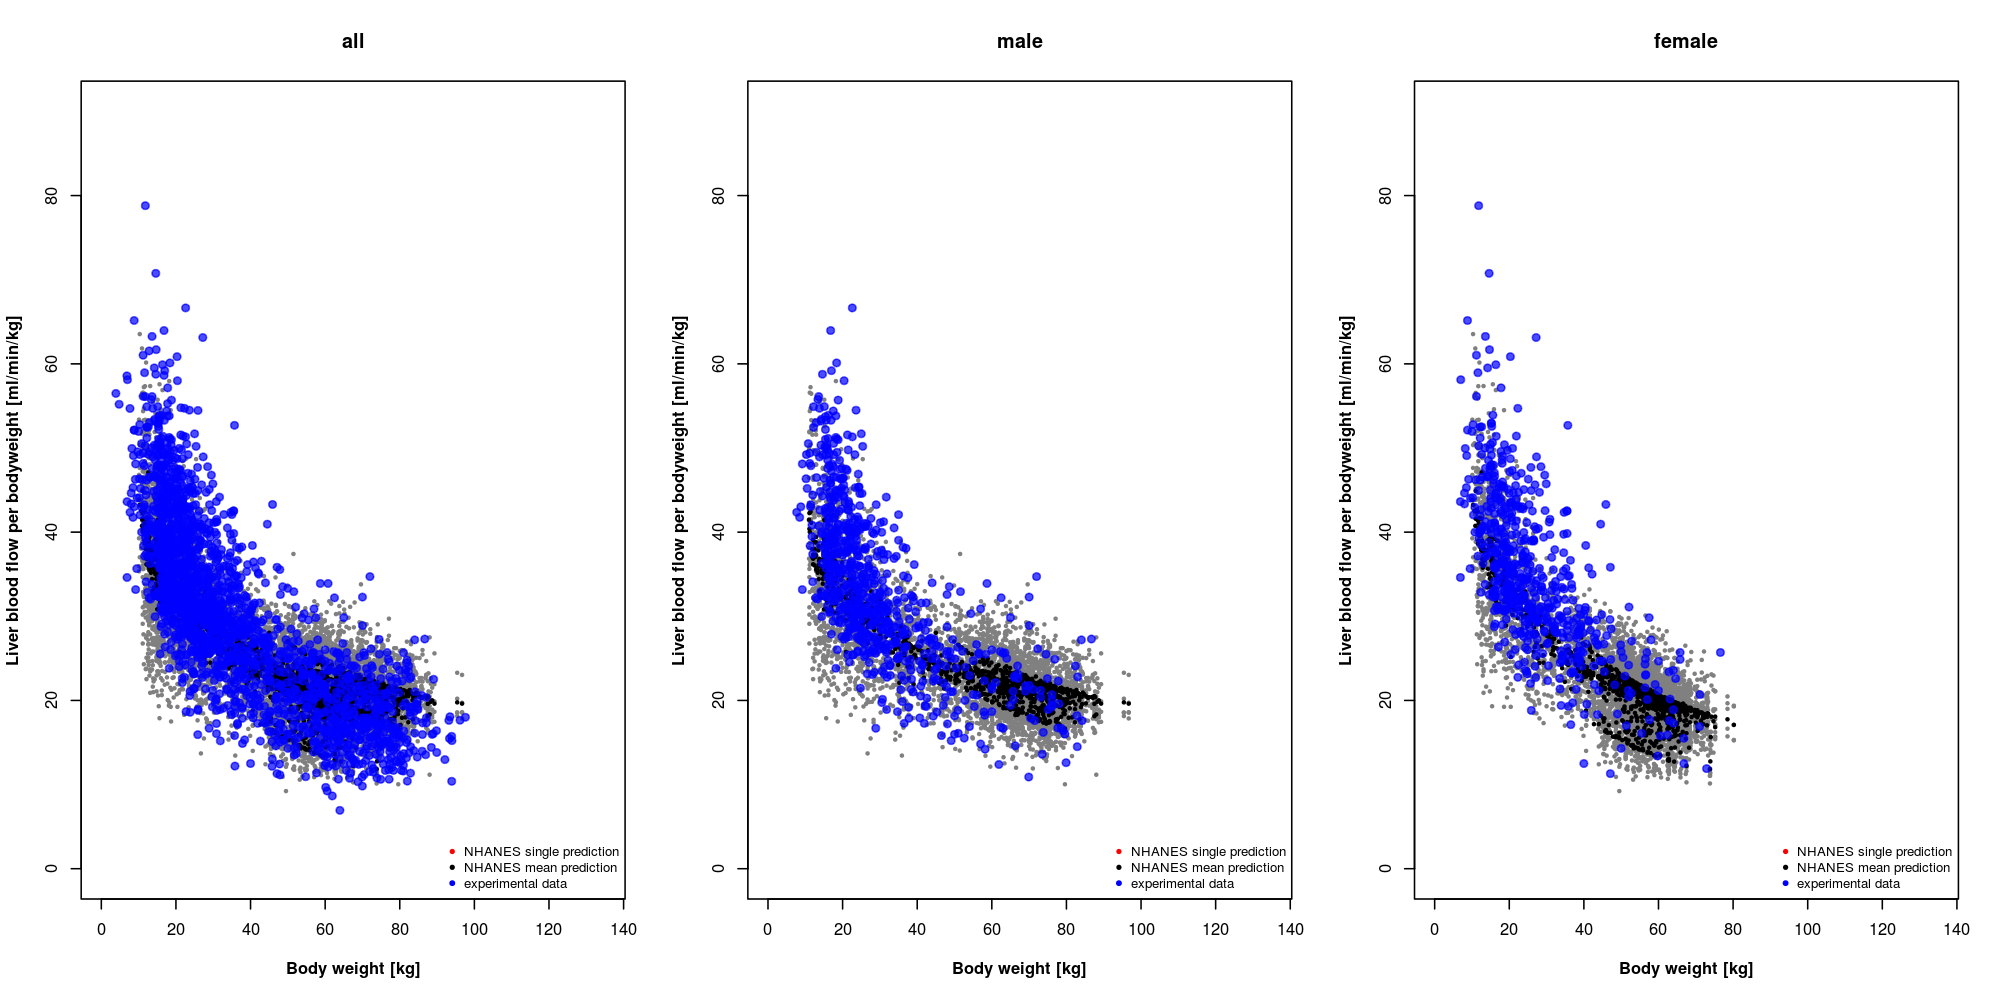 all
Liver blood flow per bodyweight [ml/min/kg]
80
60
40
20
0
NHANES single prediction
NHANES mean prediction
experimental data
0 20 40 60 80 100 120 140
Body weight [kg]
male
Liver blood flow per bodyweight [ml/min/kg]
80
60
40
20
0
NHANES single prediction
NHANES mean prediction
experimental data
0 20 40 60 80 100 120 140
Body weight [kg]
female
Liver blood flow per bodyweight [ml/min/kg]
80
60
40
20
0
NHANES single prediction
NHANES mean prediction
experimental data
0 20 40 60 80 100 120 140
Body weight [kg]